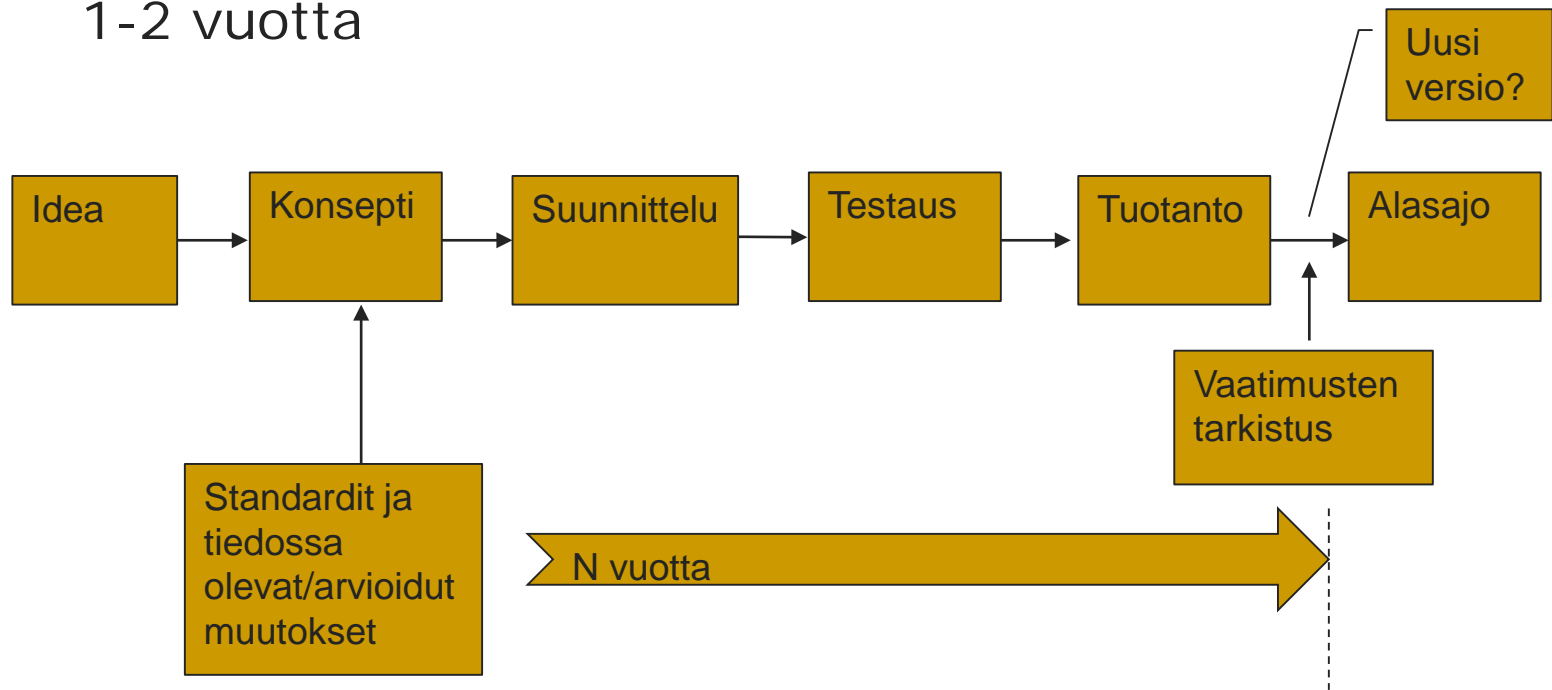 1-2 vuotta
Uusi
versio?
Idea
Konsepti
Suunnittelu
Testaus
Tuotanto
Alasajo
Vaatimusten
tarkistus
Standardit ja
tiedossa
olevat/arvioidut
muutokset
N vuotta